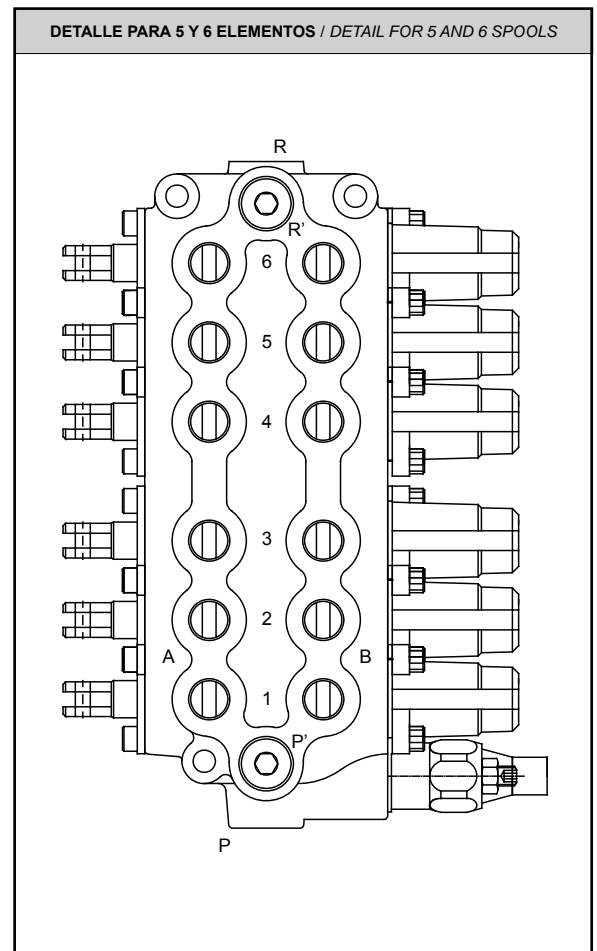 DETALLE PARA 5 Y 6 ELEMENTOS / DETAIL FOR 5 AND 6 SPOOLS
R
R'
6
5
4
3
2
A B
1
P'
P